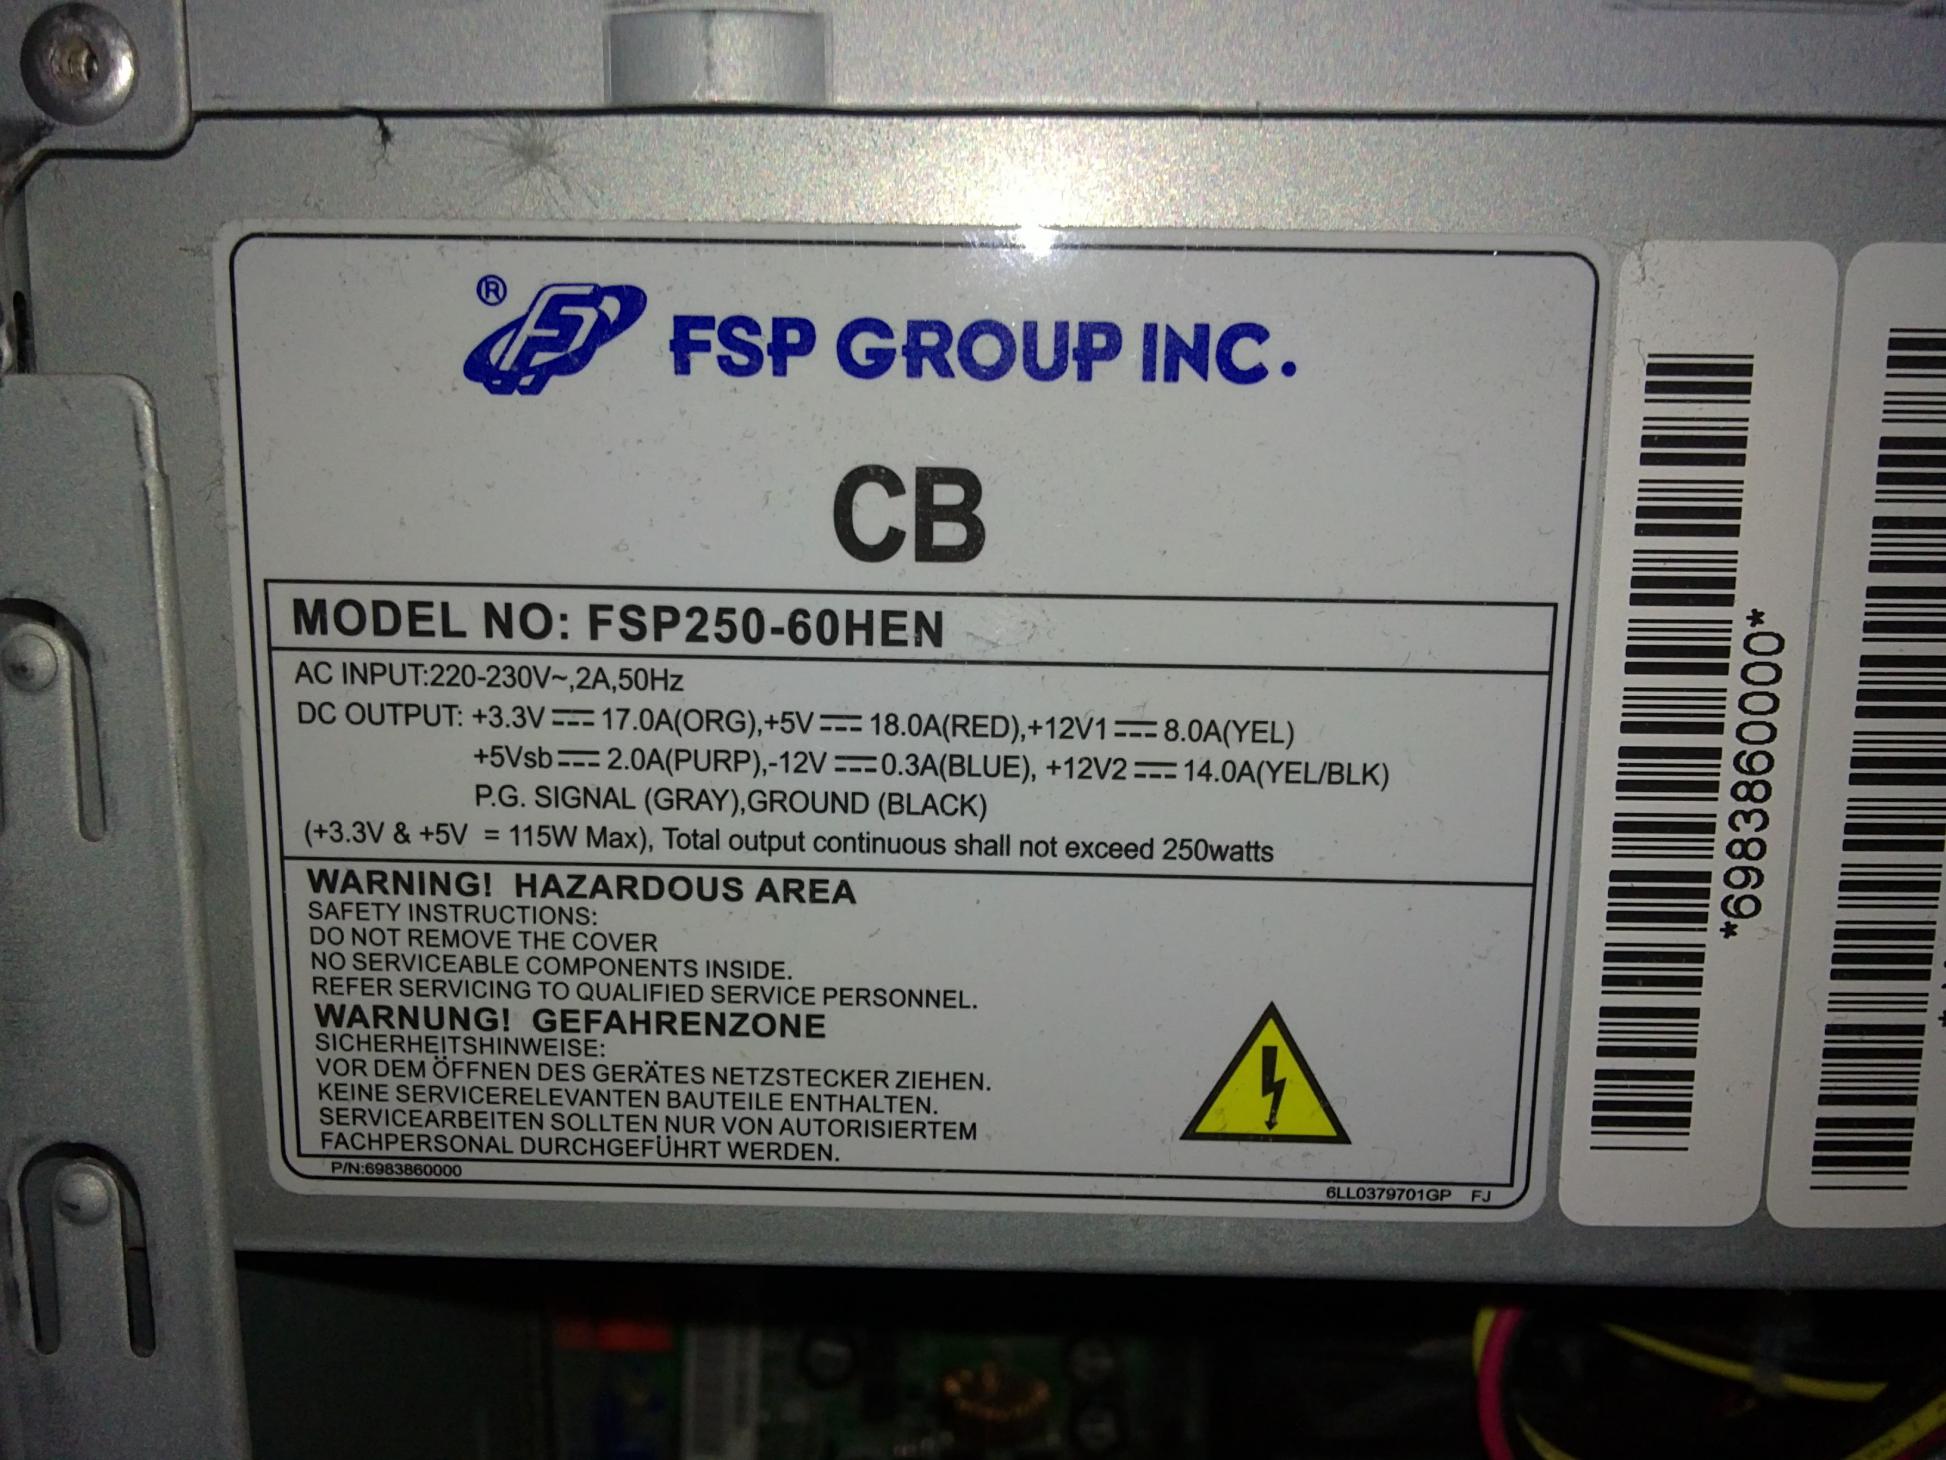 ® FSP GROUP INC.
CB
MODEL NO: FSP250-60HEN
AC INPUT:220-230V~,2A,50Hz
DC OUTPUT: +3.3V ⎓ 17.0A(ORG),+5V ⎓ 18.0A(RED),+12V1 ⎓ 8.0A(YEL)
+5Vsb ⎓ 2.0A(PURP),-12V ⎓ 0.3A(BLUE), +12V2 ⎓ 14.0A(YEL/BLK)
P.G. SIGNAL (GRAY),GROUND (BLACK)
(+3.3V & +5V = 115W Max), Total output continuous shall not exceed 250watts
WARNING! HAZARDOUS AREA
SAFETY INSTRUCTIONS:
DO NOT REMOVE THE COVER
NO SERVICEABLE COMPONENTS INSIDE.
REFER SERVICING TO QUALIFIED SERVICE PERSONNEL.
WARNUNG! GEFAHRENZONE
SICHERHEITSHINWEISE:
VOR DEM ÖFFNEN DES GERÄTES NETZSTECKER ZIEHEN.
KEINE SERVICERELEVANTEN BAUTEILE ENTHALTEN.
SERVICEARBEITEN SOLLTEN NUR VON AUTORISIERTEM
FACHPERSONAL DURCHGEFÜHRT WERDEN.
P/N:6983860000
6LL0379701GP FJ
*6983860000*